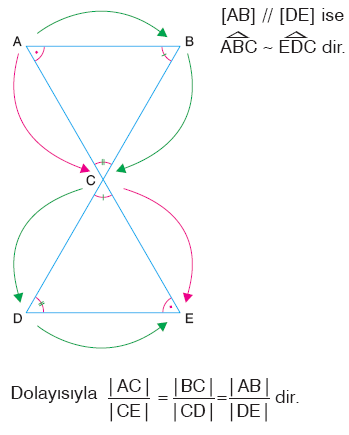 [AB] // [DE] ise
ABC ~ EDC dir.
A
B
C
D
E
Dolayısıyla |AC|/|CE| = |BC|/|CD| = |AB|/|DE| dir.